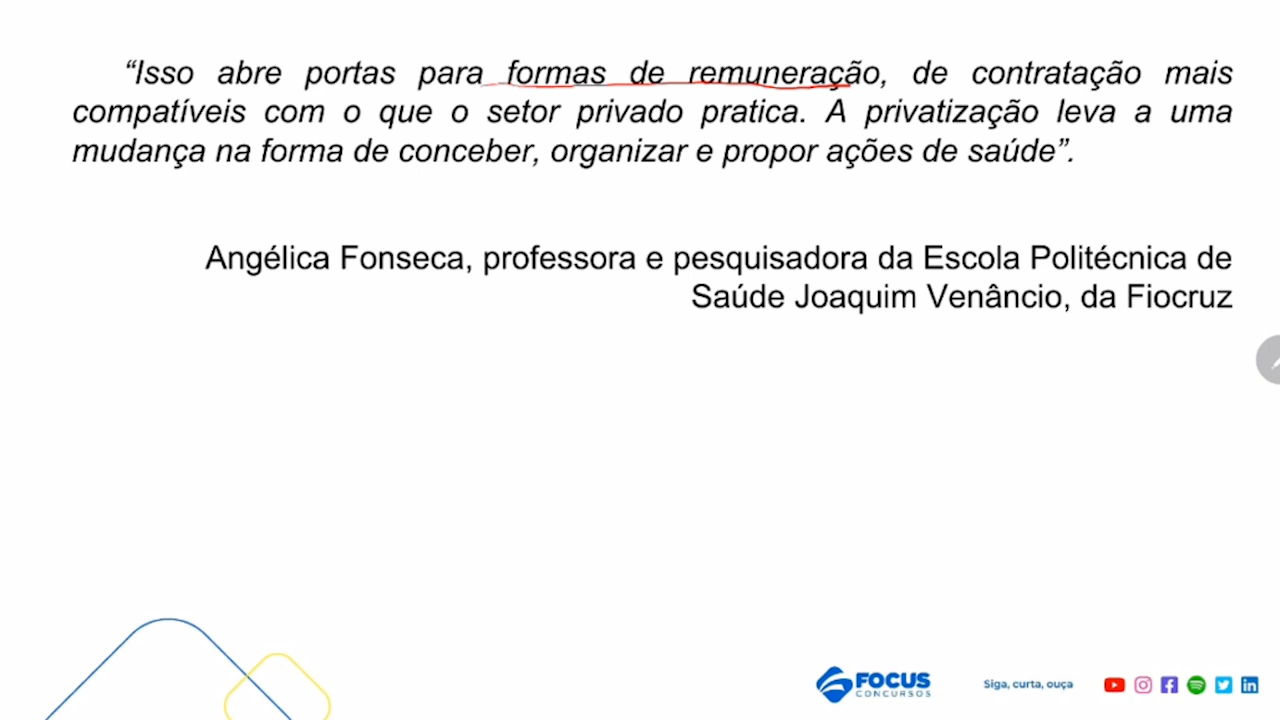 “Isso abre portas para formas de remuneração, de contratação mais
compatíveis com o que o setor privado pratica. A privatização leva a uma
mudança na forma de conceber, organizar e propor ações de saúde”.
Angélica Fonseca, professora e pesquisadora da Escola Politécnica de
Saúde Joaquim Venâncio, da Fiocruz
FOCUS
CONCURSOS
Siga, curta, ouça